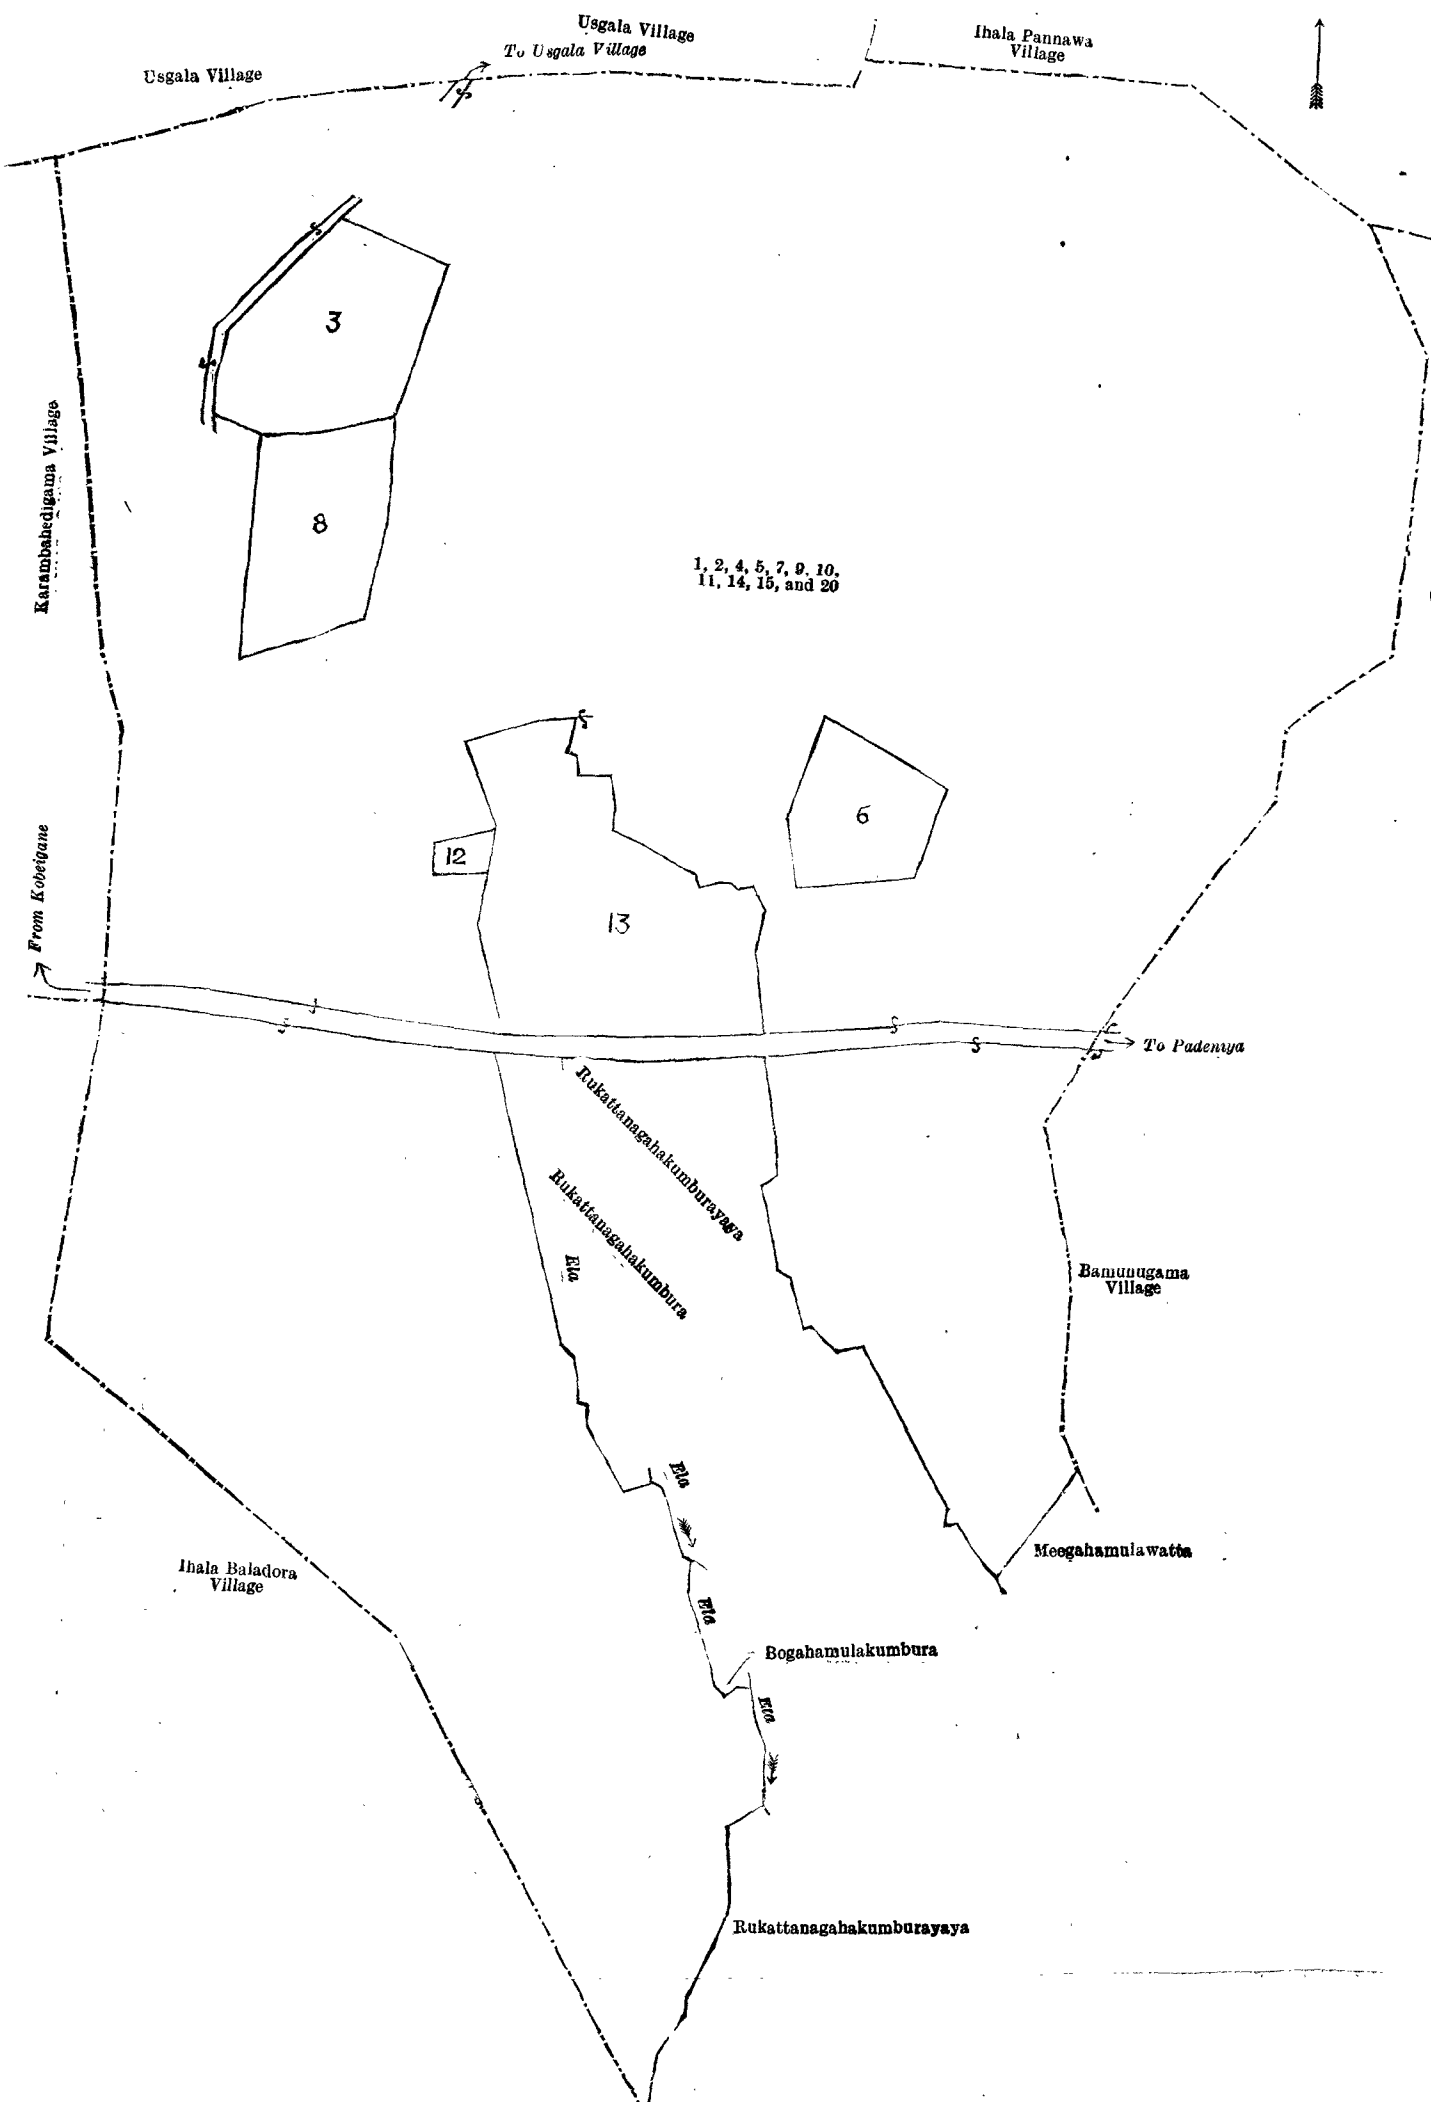 Usgala Village
To Usgala Village
Usgala Village
Ihala Pannawa
Village
3
Karambahedigama Village
8
1, 2, 4, 5, 7, 9, 10,
11, 14, 15, and 20
6
12
13
From Kobeigane
To Padeniya
Rukattanagahakumburayaya
Rukattanagahakumbura
Ela
Bamunugama
Village
Ela
Meegahamulawatta
Ihala Baladora
Village
Ela
Bogahamulakumbura
Ela
Rukattanagahakumburayaya